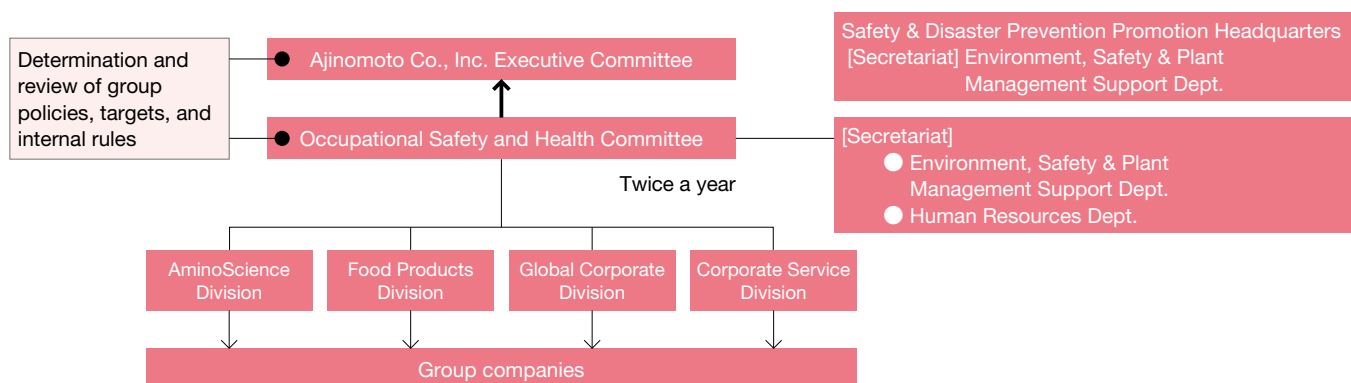 Determination and
review of group
policies, targets, and
internal rules
Ajinomoto Co., Inc. Executive Committee
Occupational Safety and Health Committee
Twice a year
Safety & Disaster Prevention Promotion Headquarters
[Secretariat] Environment, Safety & Plant
Management Support Dept.
[Secretariat]
Environment, Safety & Plant
Management Support Dept.
Human Resources Dept.
AminoScience
Division
Food Products
Division
Global Corporate
Division
Corporate Service
Division
Group companies